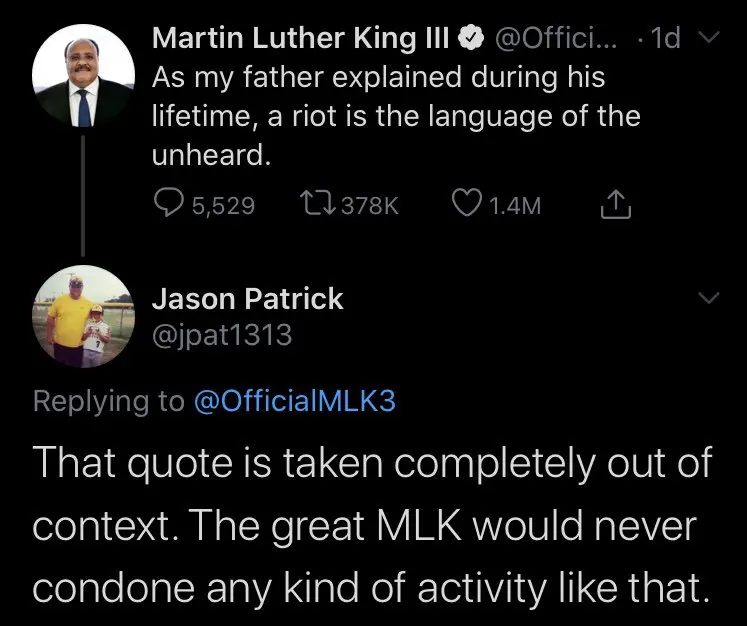 Martin Luther King III @Offici... · 1d
As my father explained during his
lifetime, a riot is the language of the
unheard.
5,529 378K 1.4M
Jason Patrick
@jpat1313
Replying to @OfficialMLK3
That quote is taken completely out of
context. The great MLK would never
condone any kind of activity like that.